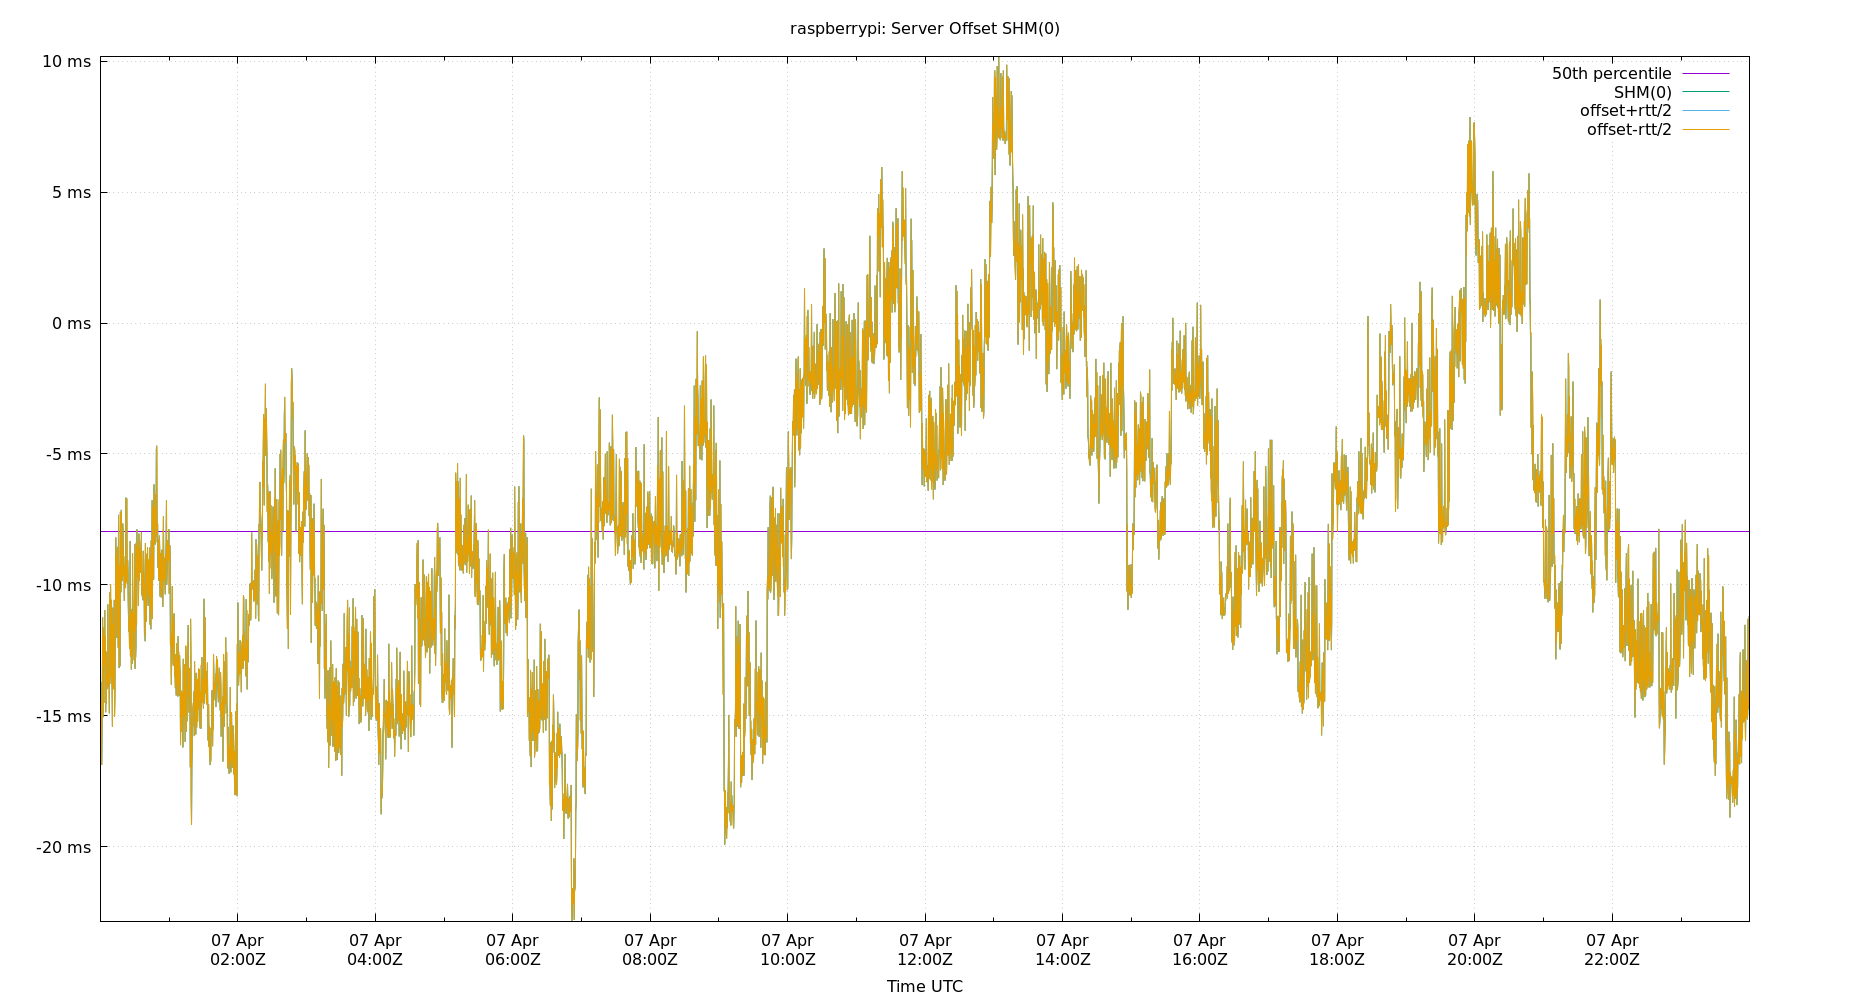 raspberrypi: Server Offset SHM(0)
10 ms
5 ms
0 ms
-5 ms
-10 ms
-15 ms
-20 ms
50th percentile
SHM(0)
offset+rtt/2
offset-rtt/2
07 Apr 07 Apr 07 Apr 07 Apr 07 Apr 07 Apr 07 Apr 07 Apr 07 Apr 07 Apr 07 Apr
02:00Z 04:00Z 06:00Z 08:00Z 10:00Z 12:00Z 14:00Z 16:00Z 18:00Z 20:00Z 22:00Z
Time UTC